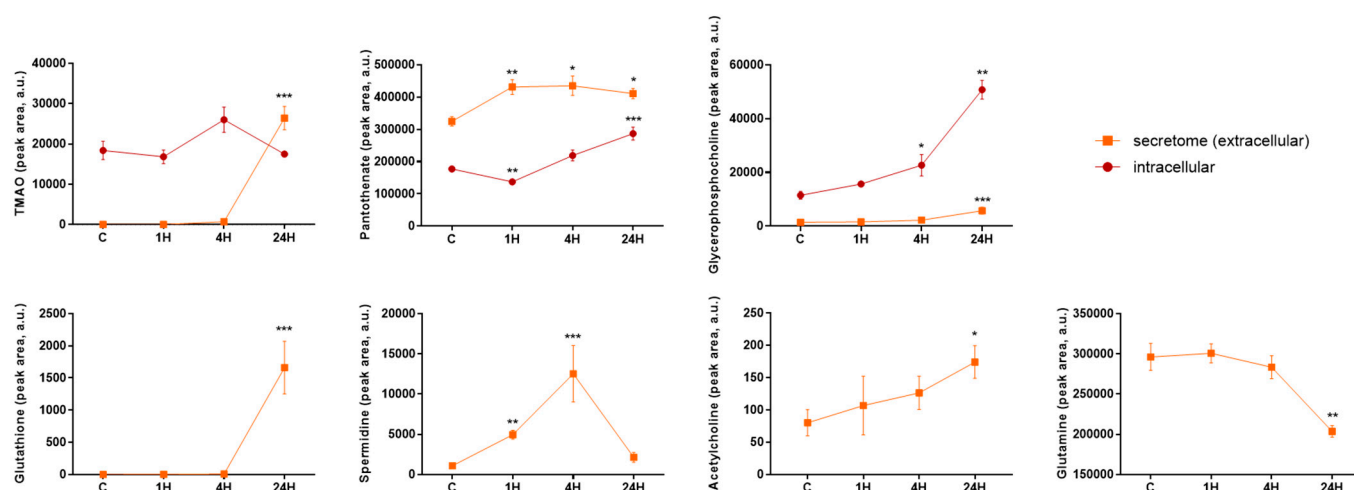 TMAO (peak area, a.u.)
40000
30000
20000
10000
0
***
C 1H 4H 24H
Pantothenate (peak area, a.u.)
500000
400000
300000
200000
100000
0
** * *
**
***
C 1H 4H 24H
Glycerophosphocholine (peak area, a.u.)
60000
40000
20000
0
**
*
***
C 1H 4H 24H
secretome (extracellular)
intracellular
Glutathione (peak area, a.u.)
2500
2000
1500
1000
500
0
***
C 1H 4H 24H
Spermidine (peak area, a.u.)
20000
15000
10000
5000
0
***
**
C 1H 4H 24H
Acetylcholine (peak area, a.u.)
250
200
150
100
50
0
*
C 1H 4H 24H
Glutamine (peak area, a.u.)
350000
300000
250000
200000
150000
**
C 1H 4H 24H